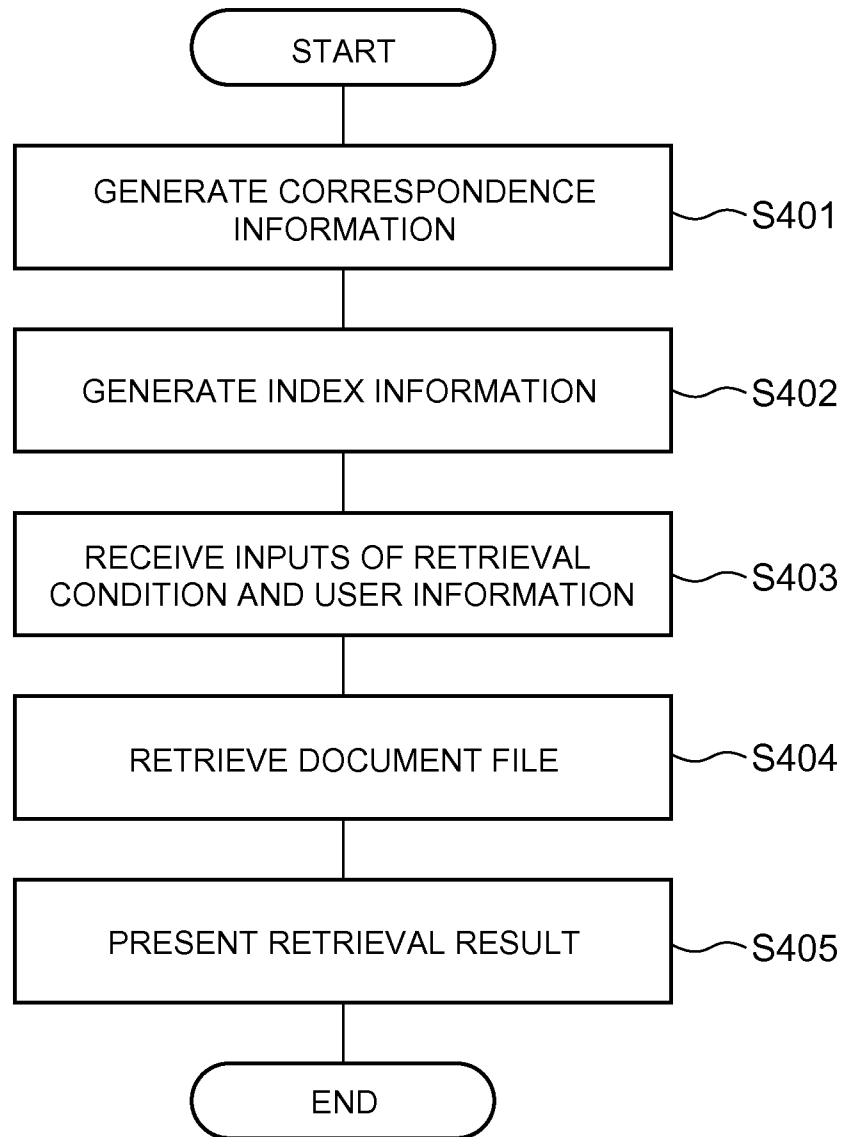 START
GENERATE CORRESPONDENCE
INFORMATION
S401
GENERATE INDEX INFORMATION
S402
RECEIVE INPUTS OF RETRIEVAL
CONDITION AND USER INFORMATION
S403
RETRIEVE DOCUMENT FILE
S404
PRESENT RETRIEVAL RESULT
S405
END